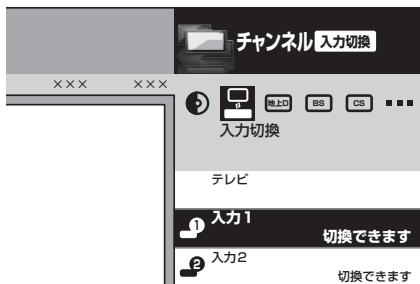 チャンネル 入力切換
××× ×××
地上D BS CS
入力切換
テレビ
1 入力1
切換できます
2 入力2
切換できます